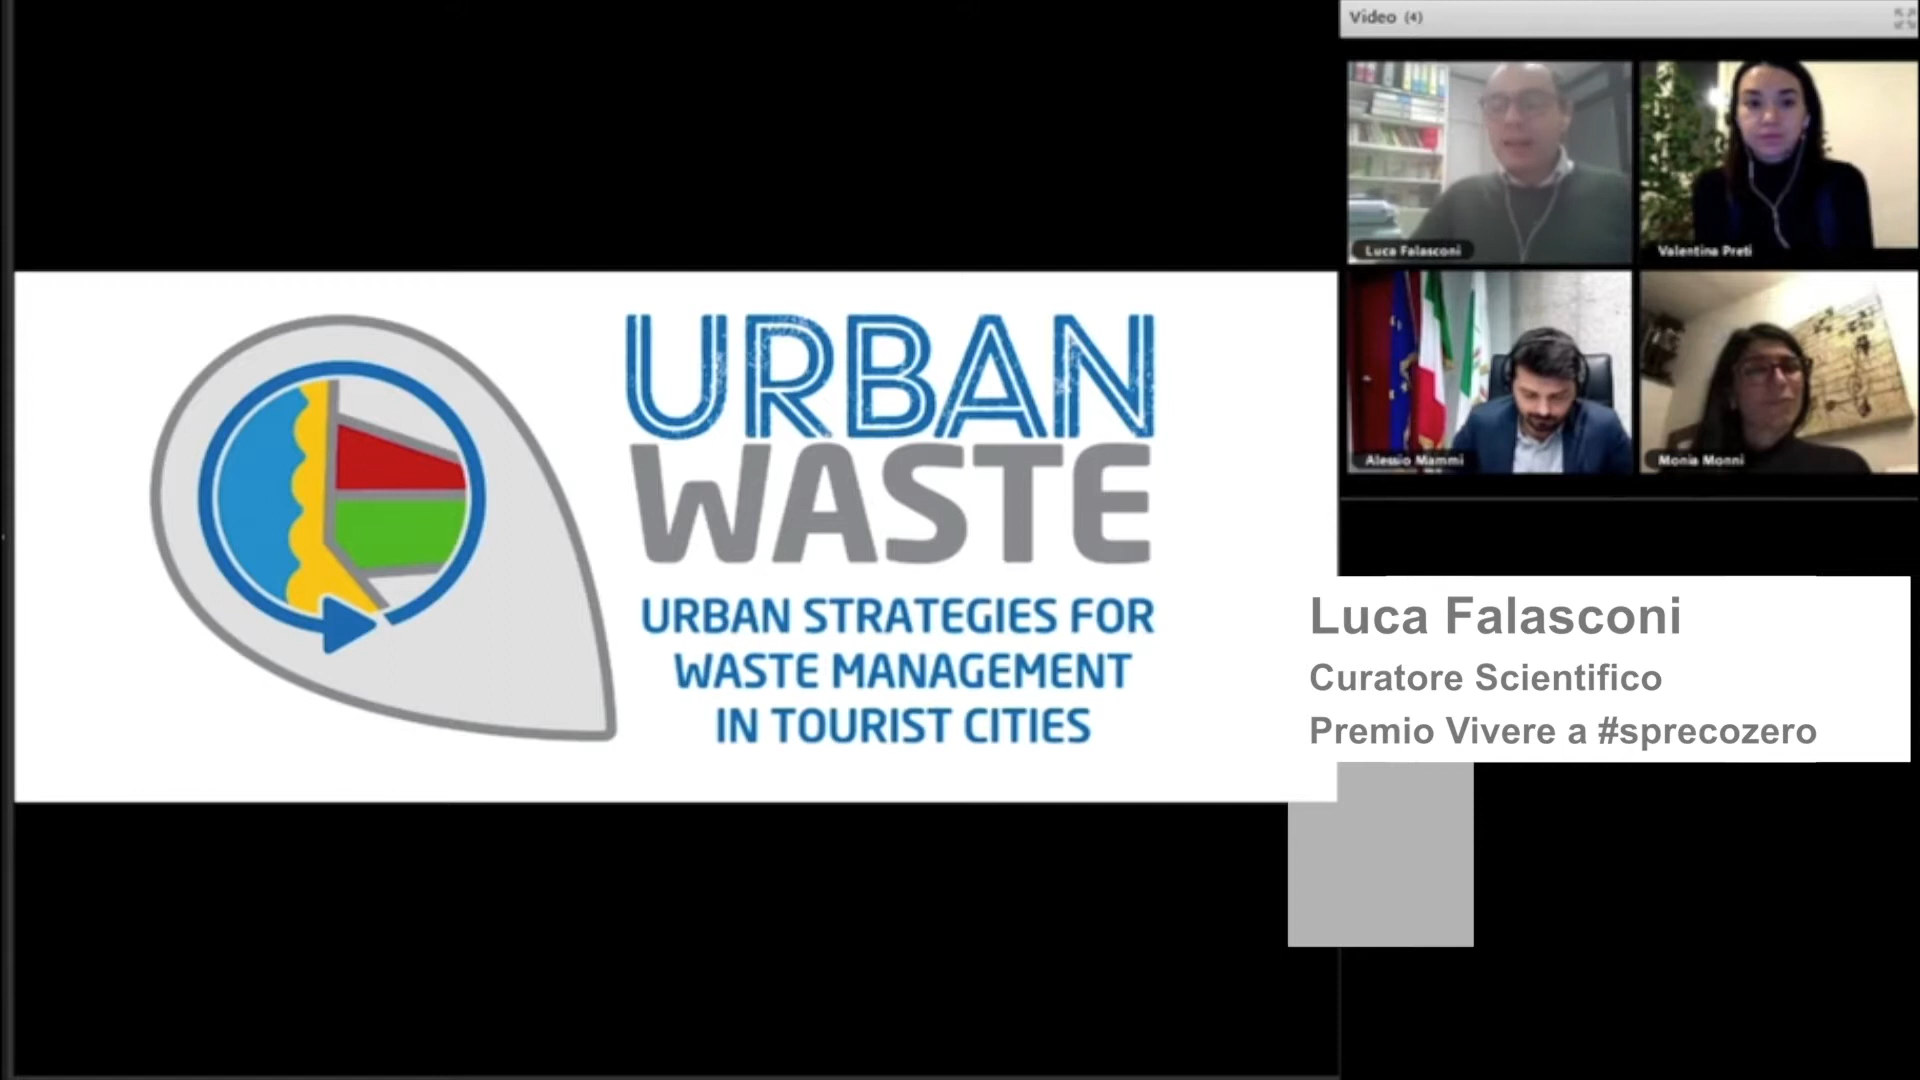 Video (4)
Luca Falasconi
Valentina Preti
Alessio Mammi
Monia Monni
URBAN
WASTE
URBAN STRATEGIES FOR
WASTE MANAGEMENT
IN TOURIST CITIES
Luca Falasconi
Curatore Scientifico
Premio Vivere a #sprecozero